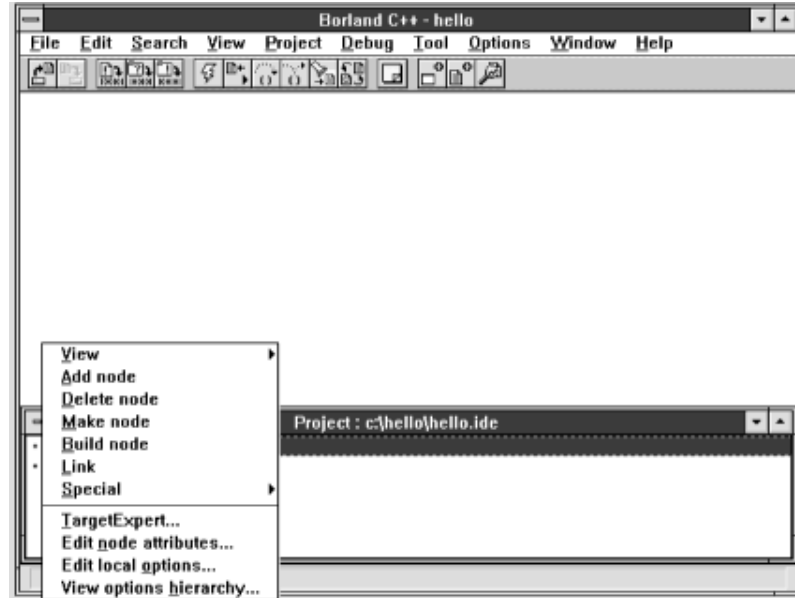 Borland C++ - hello
File Edit Search View Project Debug Tool Options Window Help
View
Add node
Delete node
Make node
Build node
Link
Special
TargetExpert...
Edit node attributes...
Edit local options...
View options hierarchy...
Project : c:\hello\hello.ide